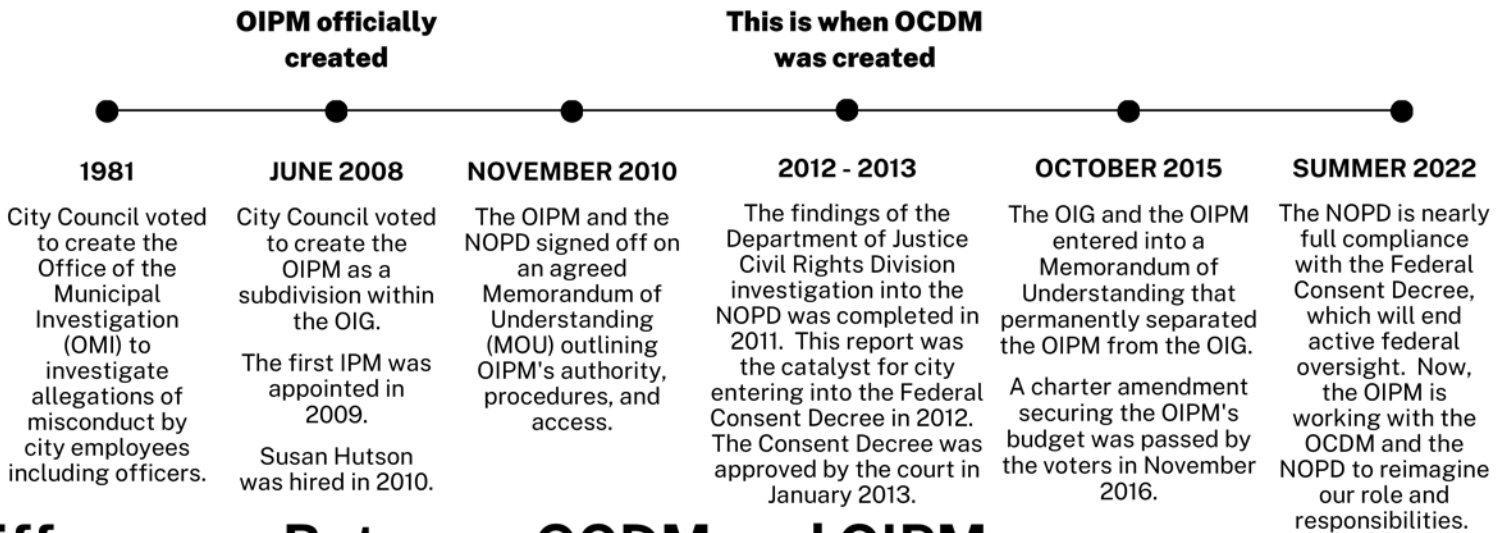 OIPM officially
created
This is when OCDM
was created
1981
City Council voted
to create the
Office of the
Municipal
Investigation
(OMI) to
investigate
allegations of
misconduct by
city employees
including officers.
JUNE 2008
City Council voted
to create the
OIPM as a
subdivision within
the OIG.
The first IPM was
appointed in
2009.
Susan Hutson
was hired in 2010.
NOVEMBER 2010
The OIPM and the
NOPD signed off on
an agreed
Memorandum of
Understanding
(MOU) outlining
OIPM's authority,
procedures, and
access.
2012 - 2013
The findings of the
Department of Justice
Civil Rights Division
investigation into the
NOPD was completed in
2011. This report was
the catalyst for city
entering into the Federal
Consent Decree in 2012.
The Consent Decree was
approved by the court in
January 2013.
OCTOBER 2015
The OIG and the OIPM
entered into a
Memorandum of
Understanding that
permanently separated
the OIPM from the OIG.
A charter amendment
securing the OIPM's
budget was passed by
the voters in November
2016.
SUMMER 2022
The NOPD is nearly
full compliance
with the Federal
Consent Decree,
which will end
active federal
oversight. Now,
the OIPM is
working with the
OCDM and the
NOPD to reimagine
our role and
responsibilities.
OCDM OIPM